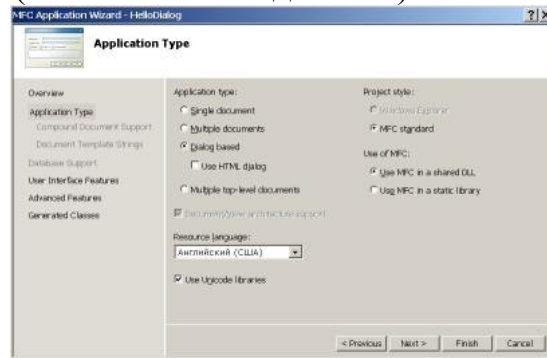 MFC Application Wizard - HelloDialog
Application Type
Overview
Application Type
Compound Document Support
Document Template Strings
Database Support
User Interface Features
Advanced Features
Generated Classes
Application type:
Single document
Multiple documents
Dialog based
Use HTML dialog
Multiple top-level documents
Document/View architecture support
Resource language:
Английский (США)
Use Unicode libraries
Project style:
Windows Explorer
MFC standard
Use of MFC:
Use MFC in a shared DLL
Use MFC in a static library
< Previous
Next >
Finish
Cancel